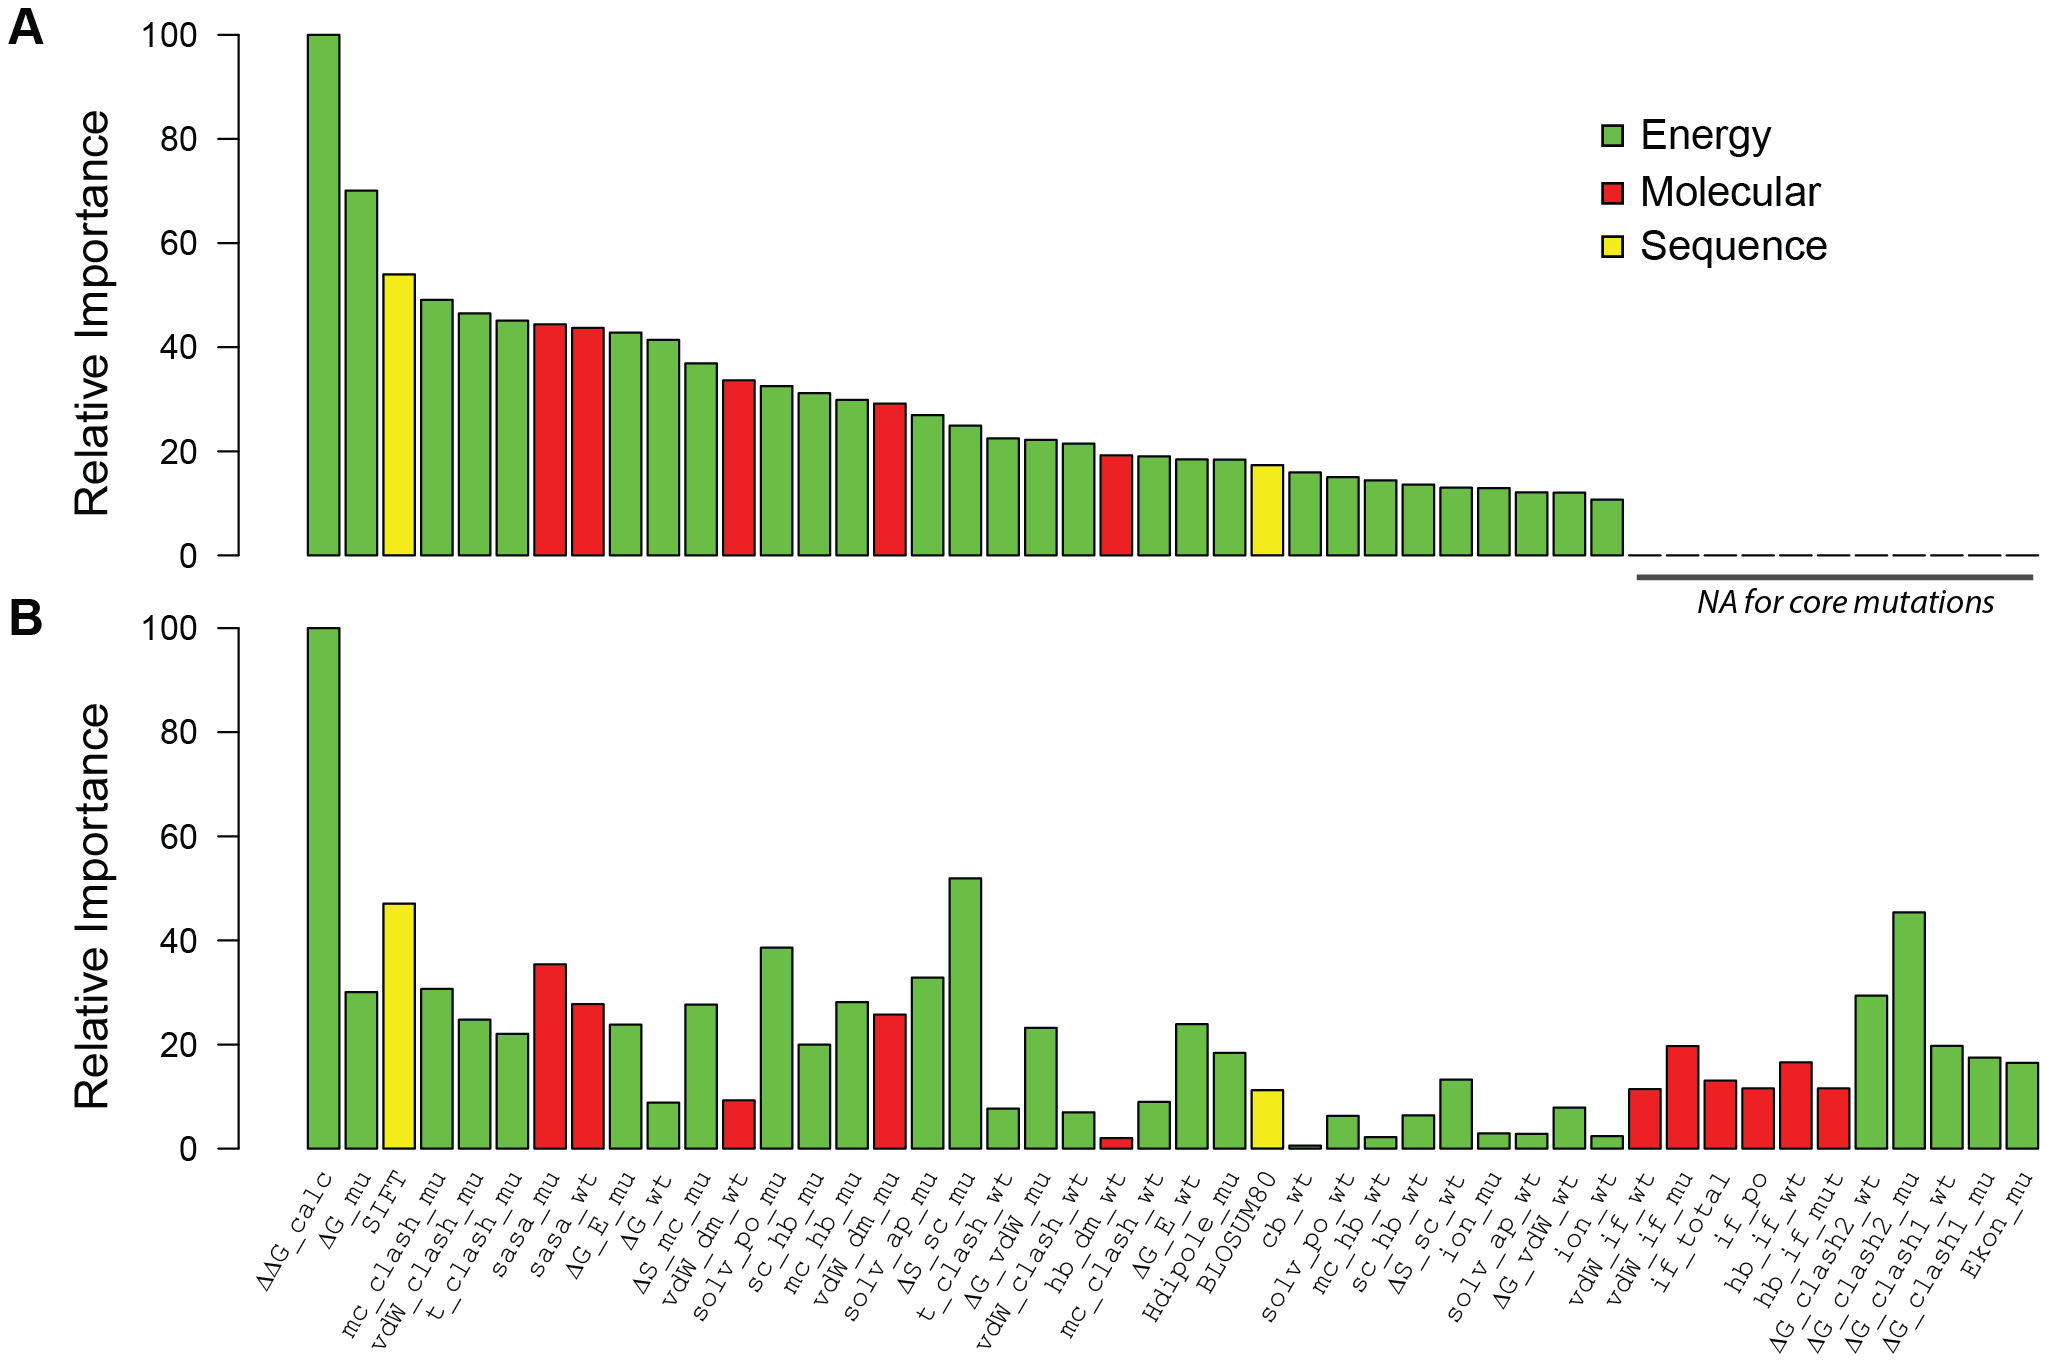 A
100
80
60
40
20
0
Relative Importance
Energy
Molecular
Sequence
NA for core mutations
B
100
80
60
40
20
0
Relative Importance
ΔΔG_calc
ΔG_mu
SIFT
mc_clash_mu
vdW_clash_mu
t_clash_mu
sasa_mu
sasa_wt
ΔG_E_mu
ΔG_wt
ΔS_mc_mu
vdW_dm_wt
solv_po_mu
sc_hb_mu
mc_hb_mu
vdW_dm_mu
solv_ap_mu
ΔS_sc_mu
t_clash_wt
ΔG_vdW_mu
vdW_clash_wt
hb_dm_wt
mc_clash_wt
ΔG_E_wt
Hdipole_mu
BLOSUM80
cb_wt
solv_po_wt
mc_hb_wt
sc_hb_wt
ΔS_sc_wt
ion_mu
solv_ap_wt
ΔG_vdW_wt
ion_wt
vdW_if_wt
vdW_if_mu
if_total
if_po
hb_if_wt
hb_if_mut
ΔG_clash2_wt
ΔG_clash2_mu
ΔG_clash1_wt
ΔG_clash1_mu
Ekon_mu